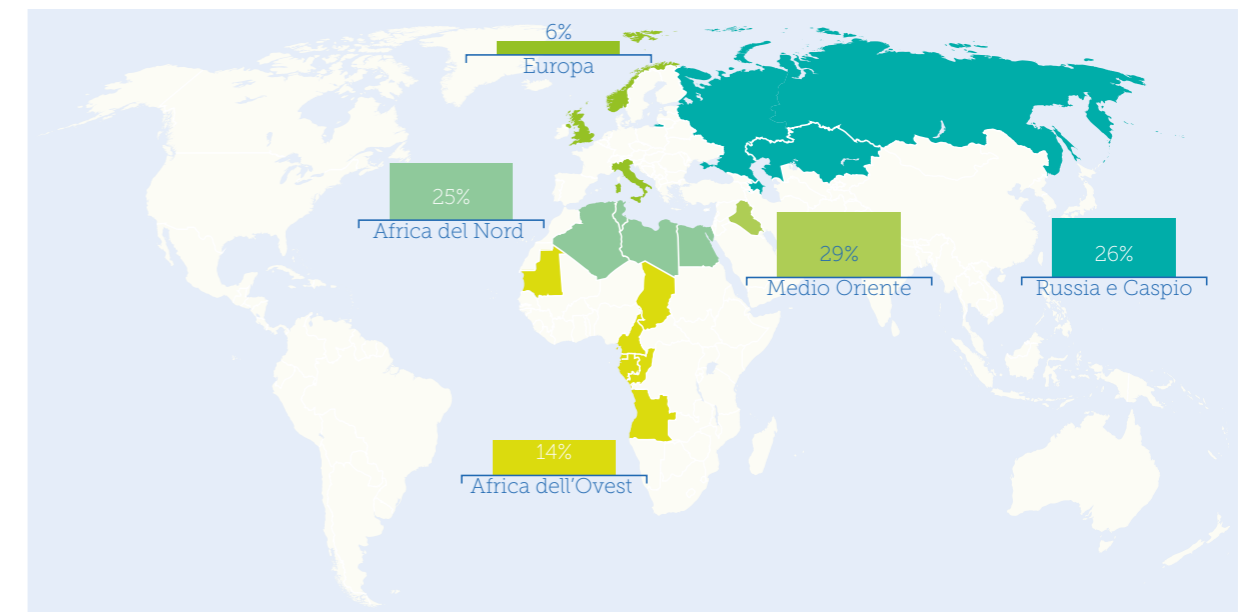 6%
Europa
25%
Africa del Nord
29%
Medio Oriente
26%
Russia e Caspio
14%
Africa dell'Ovest